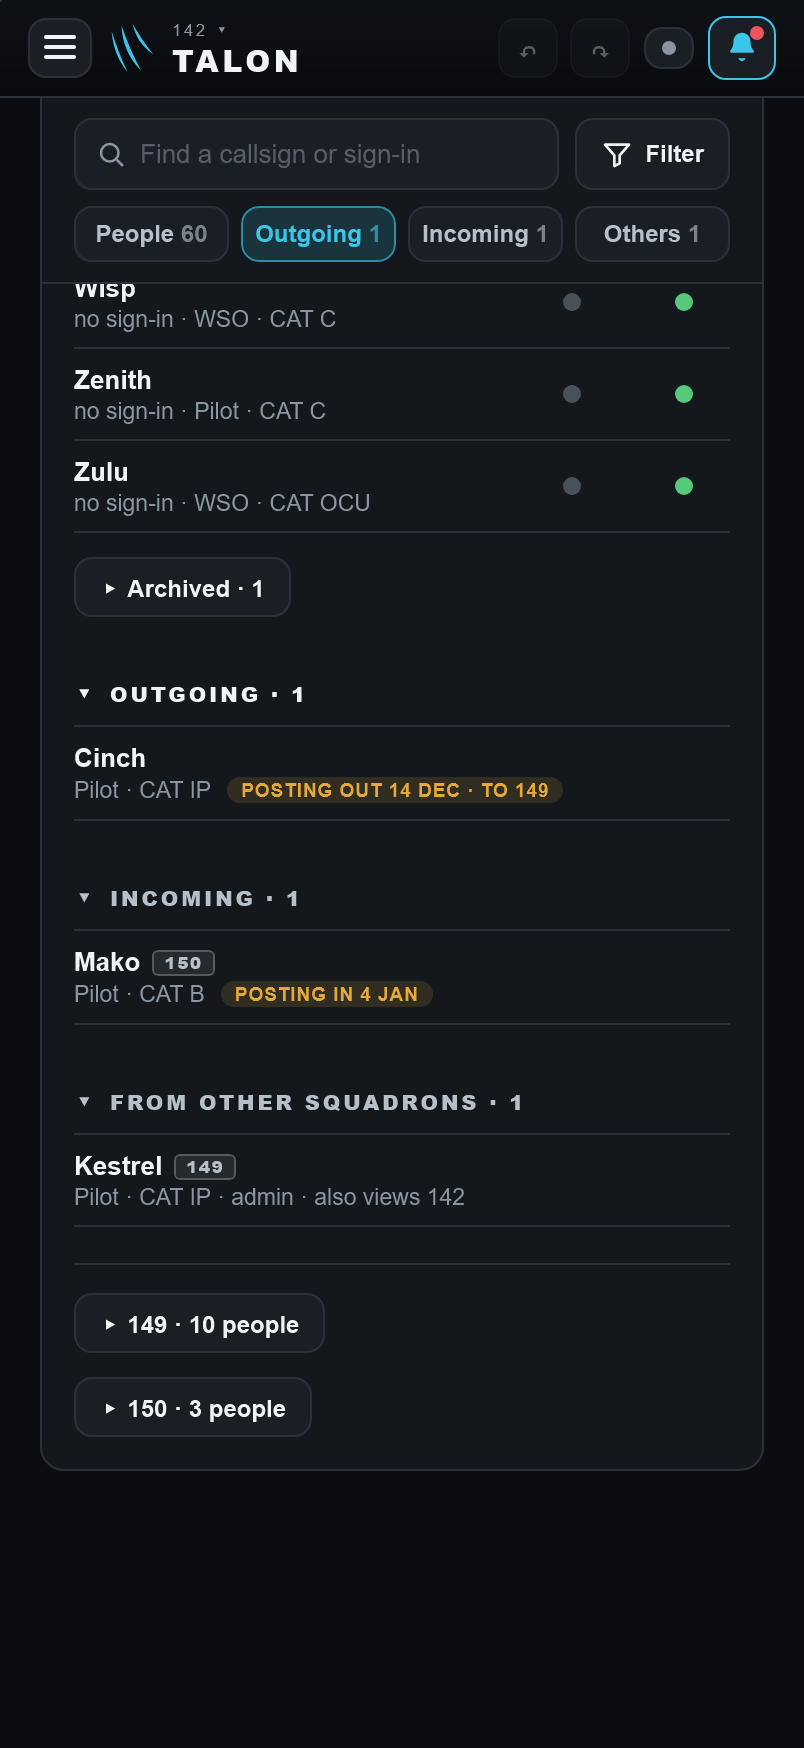 142 ▾
TALON
Find a callsign or sign-in
Filter
People 60
Outgoing 1
Incoming 1
Others 1
Wisp
no sign-in · WSO · CAT C
Zenith
no sign-in · Pilot · CAT C
Zulu
no sign-in · WSO · CAT OCU
▸ Archived · 1
▾ OUTGOING · 1
Cinch
Pilot · CAT IP POSTING OUT 14 DEC · TO 149
▾ INCOMING · 1
Mako 150
Pilot · CAT B POSTING IN 4 JAN
▾ FROM OTHER SQUADRONS · 1
Kestrel 149
Pilot · CAT IP · admin · also views 142
▸ 149 · 10 people
▸ 150 · 3 people